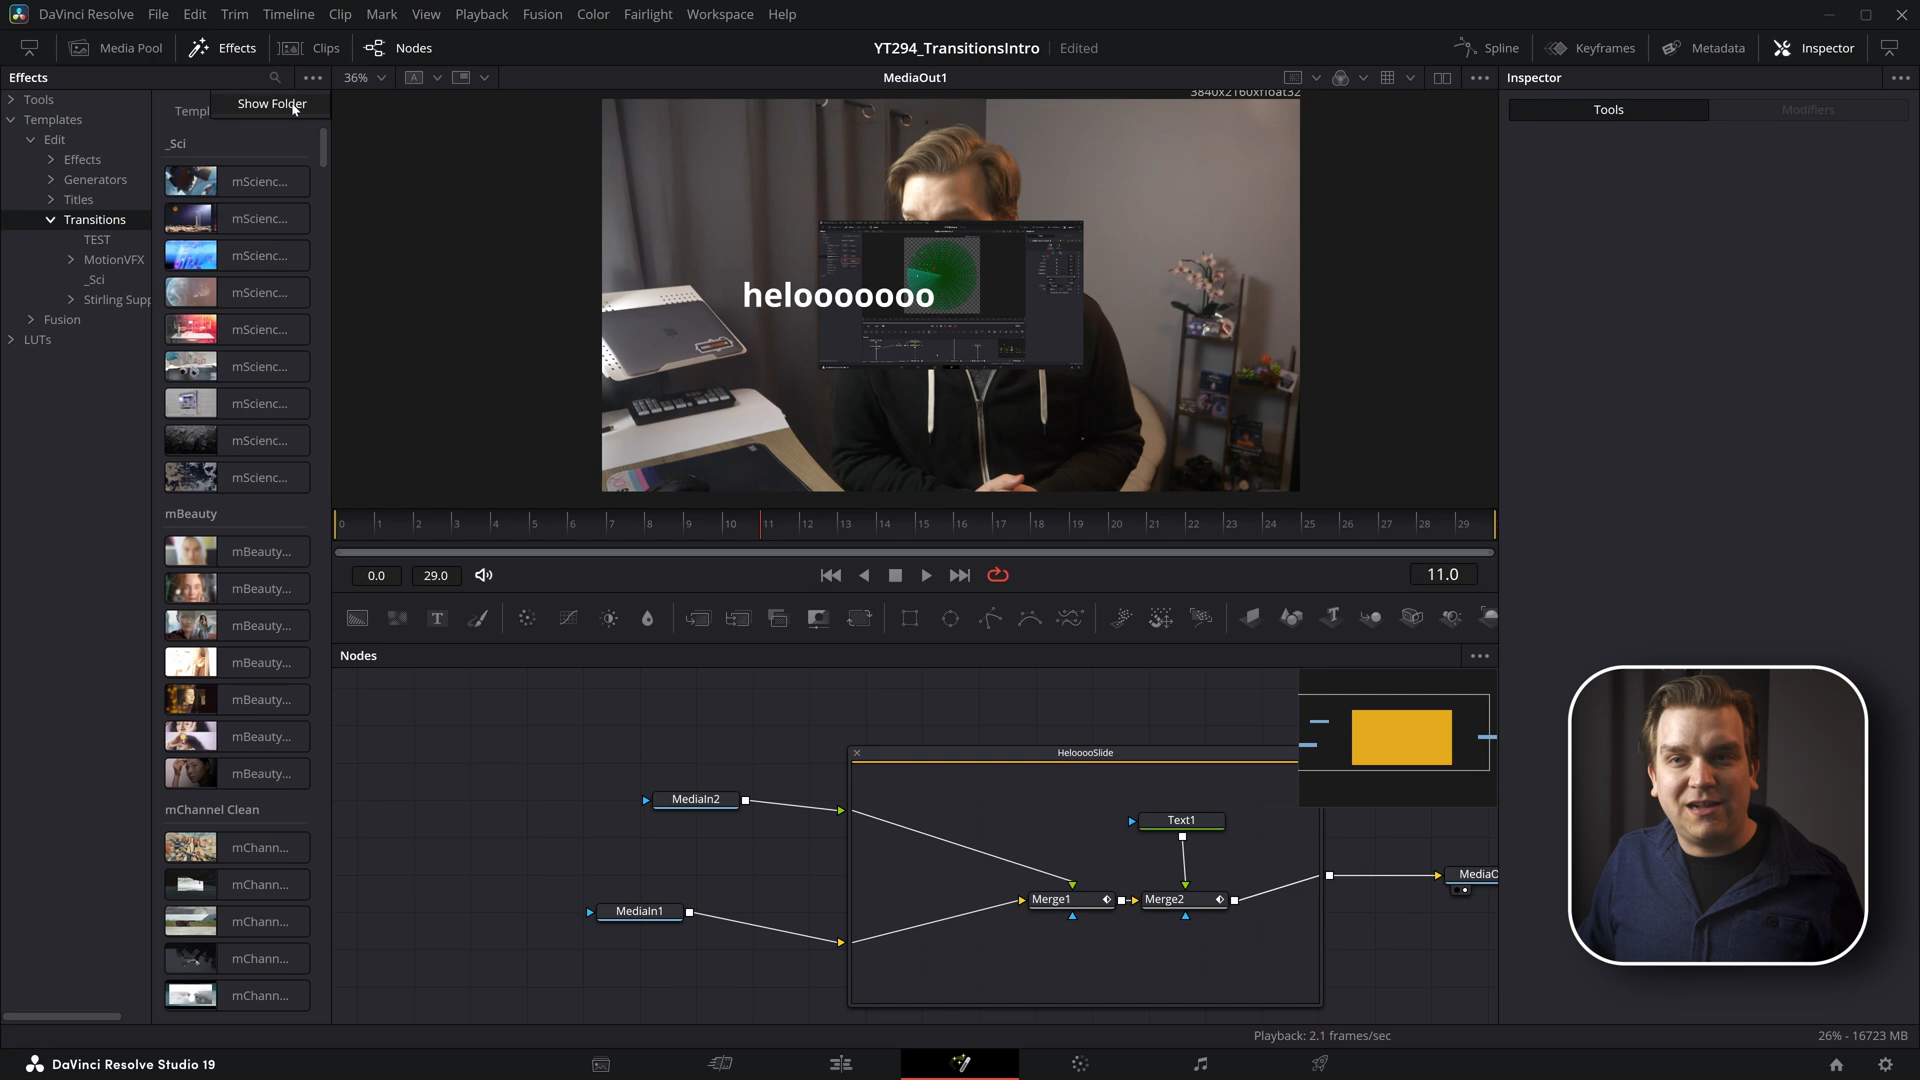 DaVinci Resolve File Edit Trim Timeline Clip Mark View Playback Fusion Color Fairlight Workspace Help
Media Pool Effects Clips Nodes YT294_TransitionsIntro Edited Spline Keyframes Metadata Inspector
Effects 36% A MediaOut1 Inspector
3840x2160xfloat32
Tools
Templates
Edit
Effects
Generators
Titles
Transitions
TEST
MotionVFX
_Sci
Stirling Supp
Fusion
LUTs
Templ
Show Folder
_Sci
mScienc...
mScienc...
mScienc...
mScienc...
mScienc...
mScienc...
mScienc...
mScienc...
mScienc...
mBeauty
mBeauty...
mBeauty...
mBeauty...
mBeauty...
mBeauty...
mBeauty...
mBeauty...
mChannel Clean
mChann...
mChann...
mChann...
mChann...
mChann...
Tools Modifiers
helooooooo
0 1 2 3 4 5 6 7 8 9 10 11 12 13 14 15 16 17 18 19 20 21 22 23 24 25 26 27 28 29
0.0 29.0 11.0
Nodes
HelooooSlide
MediaIn2
Text1
MediaO
Merge1 Merge2
MediaIn1
Playback: 2.1 frames/sec 26% - 16723 MB
DaVinci Resolve Studio 19